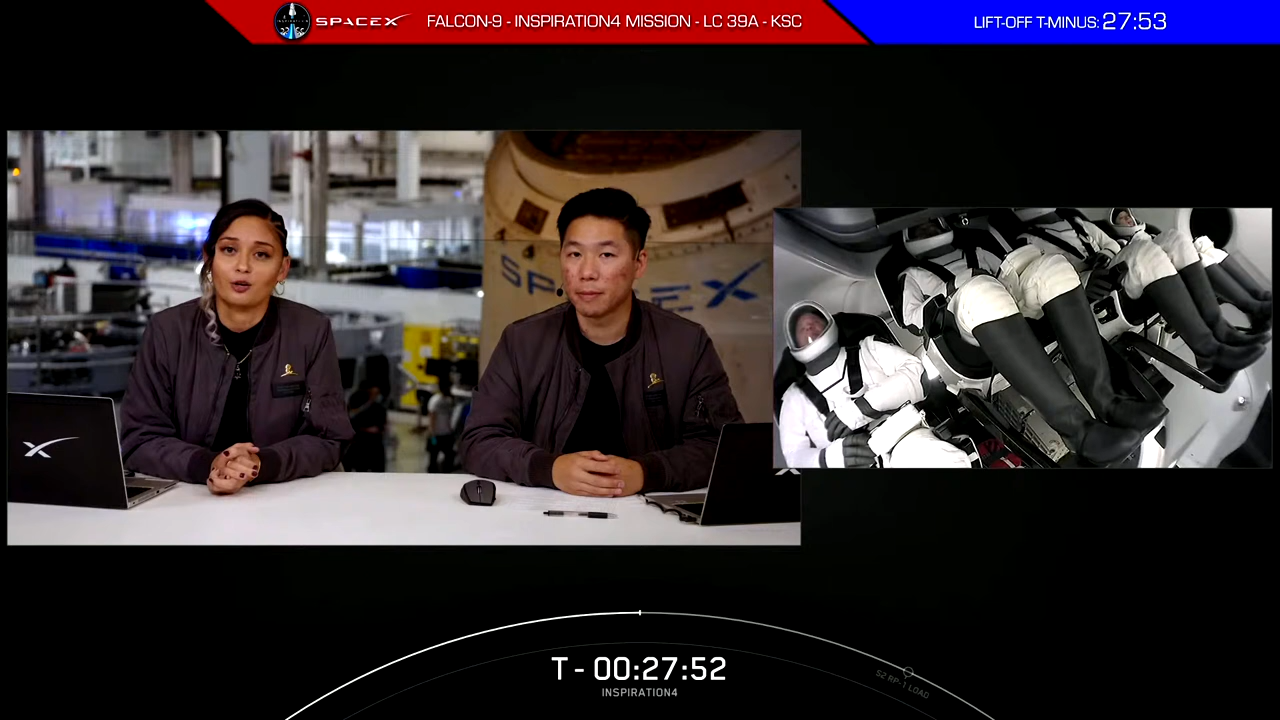 SPACEX FALCON-9 - INSPIRATION4 MISSION - LC 39A - KSC
LIFT-OFF T-MINUS: 27:53
SPACEX
T - 00:27:52
INSPIRATION4
S2 RP-1 LOAD